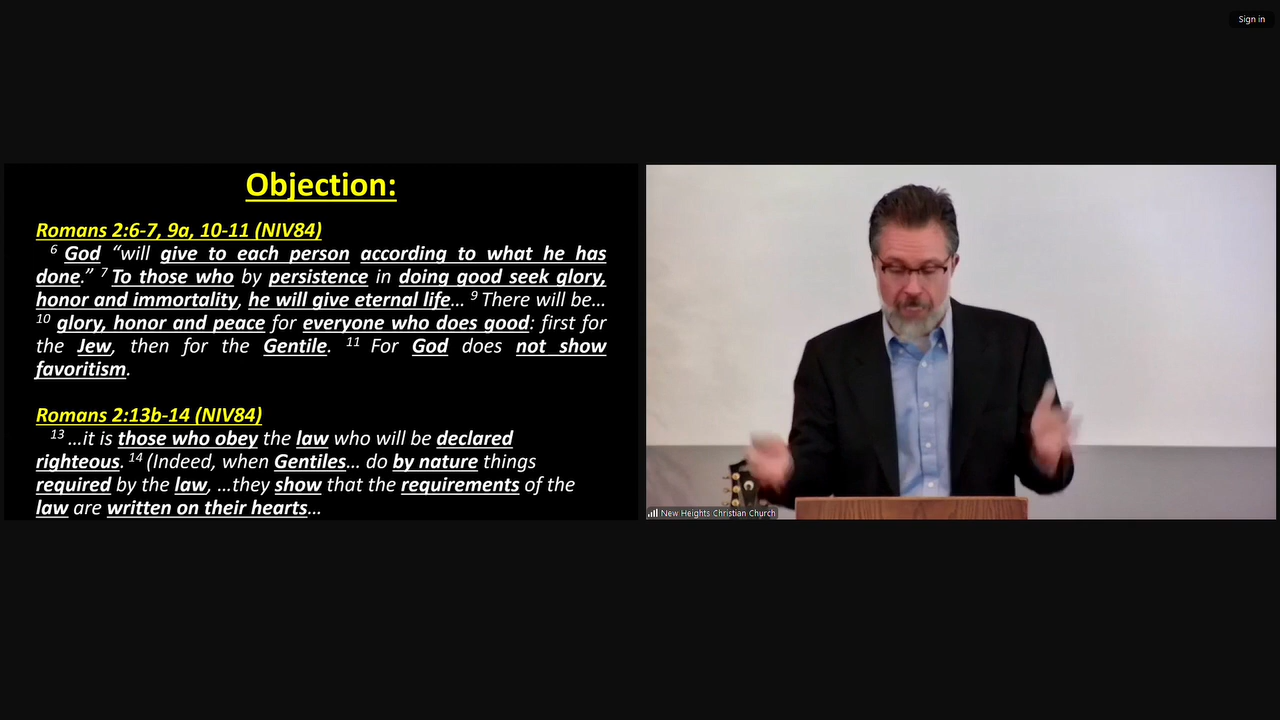 Sign in
Objection:
Romans 2:6-7, 9a, 10-11 (NIV84)
6 God “will give to each person according to what he has
done.” 7 To those who by persistence in doing good seek glory,
honor and immortality, he will give eternal life… 9 There will be…
10 glory, honor and peace for everyone who does good: first for
the Jew, then for the Gentile. 11 For God does not show
favoritism.
Romans 2:13b-14 (NIV84)
13 …it is those who obey the law who will be declared
righteous. 14 (Indeed, when Gentiles… do by nature things
required by the law, …they show that the requirements of the
law are written on their hearts…
New Heights Christian Church